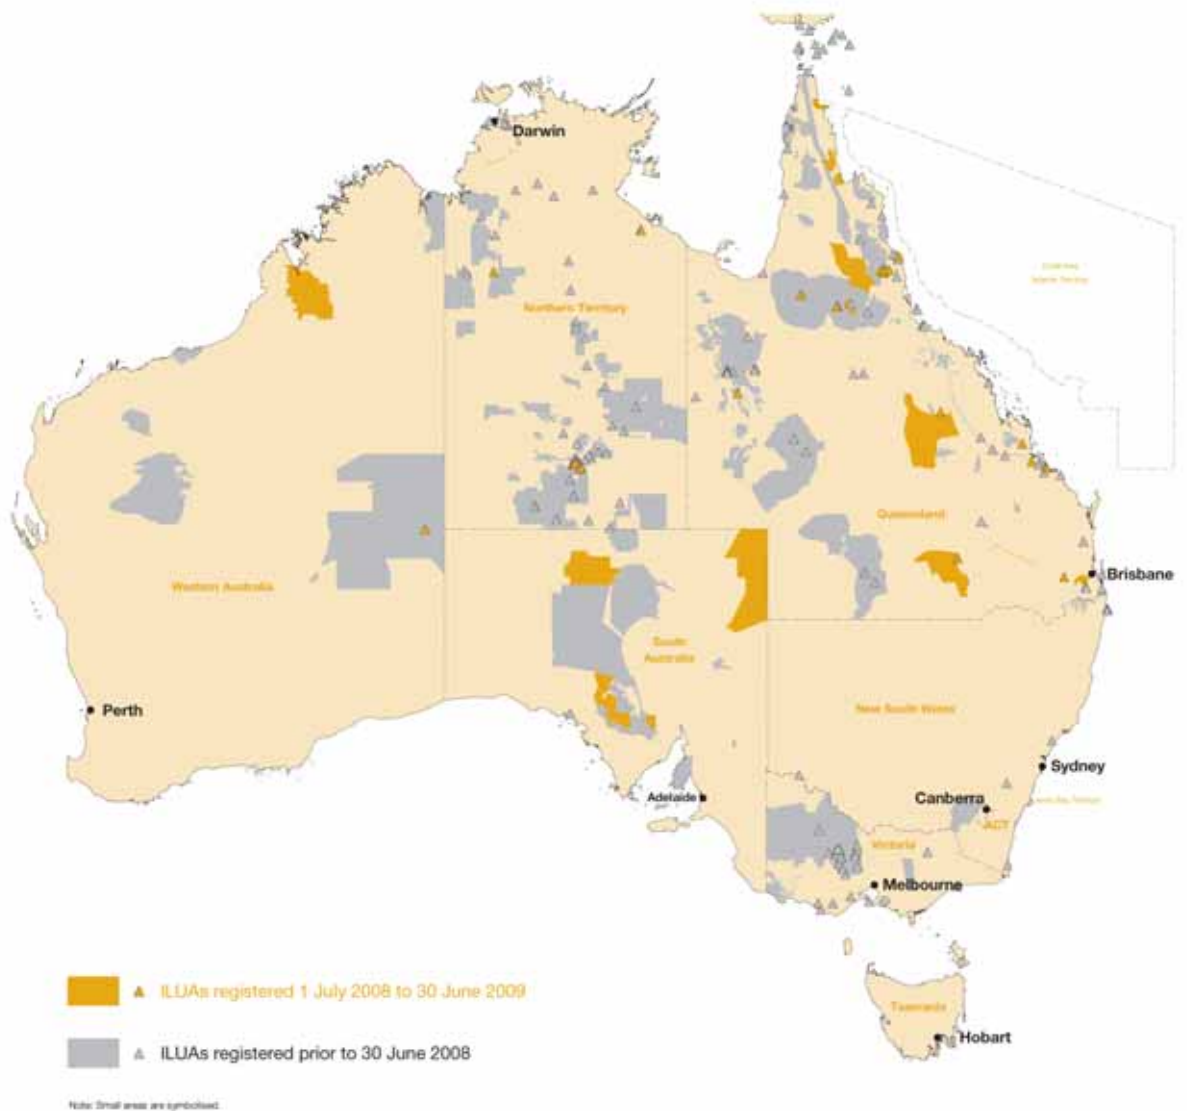 Darwin
Northern Territory
Queensland
Western Australia
Brisbane
South
Australia
Perth
New South Wales
Sydney
Adelaide
Canberra
ACT
Victoria
Melbourne
ILUAs registered 1 July 2008 to 30 June 2009
Tasmania
Hobart
ILUAs registered prior to 30 June 2008
Note: Small areas are symbolised.